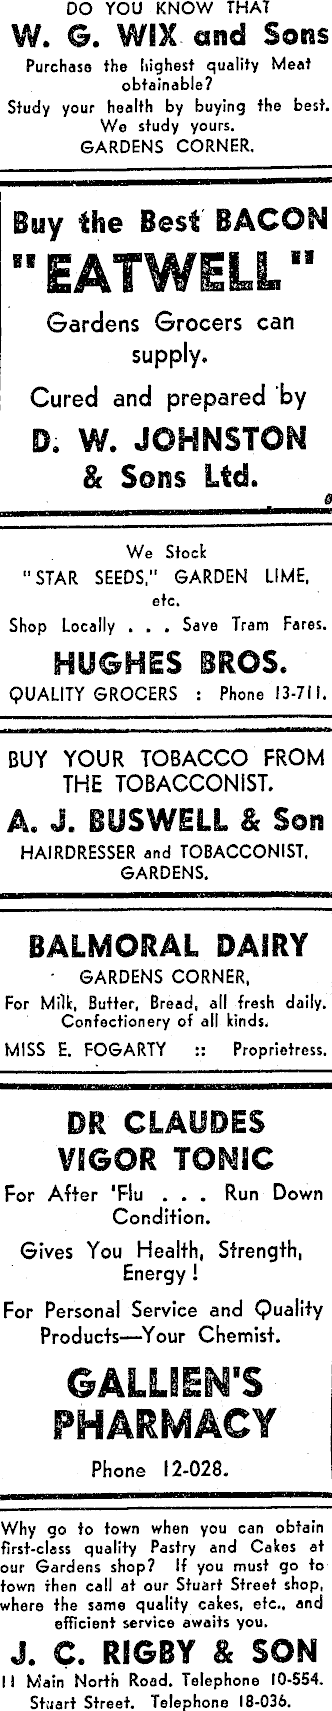 DO YOU KNOW THAT
W. G. WIX and Sons
Purchase the highest quality Meat
obtainable?
Study your health by buying the best.
We study yours.
GARDENS CORNER.
Buy the Best BACON
"EATWELL"
Gardens Grocers can
supply.
Cured and prepared by
D. W. JOHNSTON
& Sons Ltd.
We Stock
"STAR SEEDS," GARDEN LIME,
etc.
Shop Locally . . . Save Tram Fares.
HUGHES BROS.
QUALITY GROCERS : Phone 13-711.
BUY YOUR TOBACCO FROM
THE TOBACCONIST.
A. J. BUSWELL & Son
HAIRDRESSER and TOBACCONIST,
GARDENS.
BALMORAL DAIRY
GARDENS CORNER,
For Milk, Butter, Bread, all fresh daily.
Confectionery of all kinds.
MISS E. FOGARTY :: Proprietress.
DR CLAUDES
VIGOR TONIC
For After 'Flu . . . Run Down
Condition.
Gives You Health, Strength,
Energy!
For Personal Service and Quality
Products—Your Chemist.
GALLIEN'S
PHARMACY
Phone 12-028.
Why go to town when you can obtain
first-class quality Pastry and Cakes at
our Gardens shop? If you must go to
town then call at our Stuart Street shop,
where the same quality cakes, etc., and
efficient service awaits you.
J. C. RIGBY & SON
11 Main North Road. Telephone 10-554.
Stuart Street. Telephone 18-036.